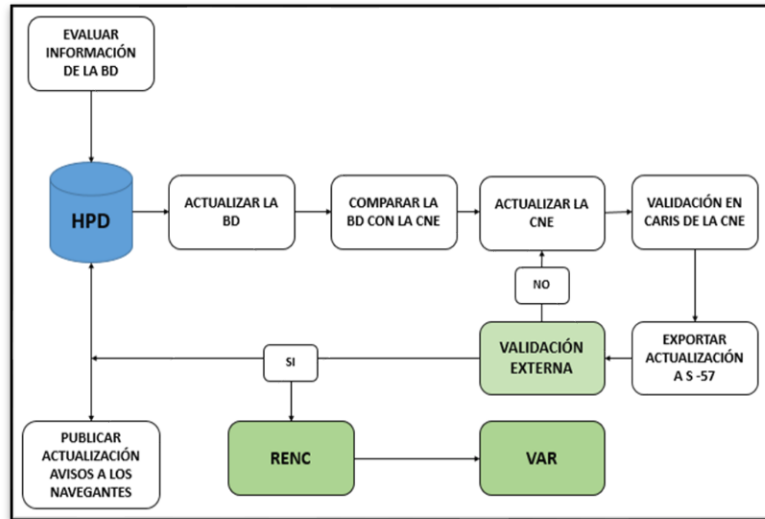 EVALUAR
INFORMACIÓN
DE LA BD
HPD
ACTUALIZAR LA
BD
COMPARAR LA
BD CON LA CNE
ACTUALIZAR LA
CNE
VALIDACIÓN EN
CARIS DE LA CNE
NO
SI
VALIDACIÓN
EXTERNA
EXPORTAR
ACTUALIZACIÓN
A S -57
PUBLICAR
ACTUALIZACIÓN
AVISOS A LOS
NAVEGANTES
RENC
VAR